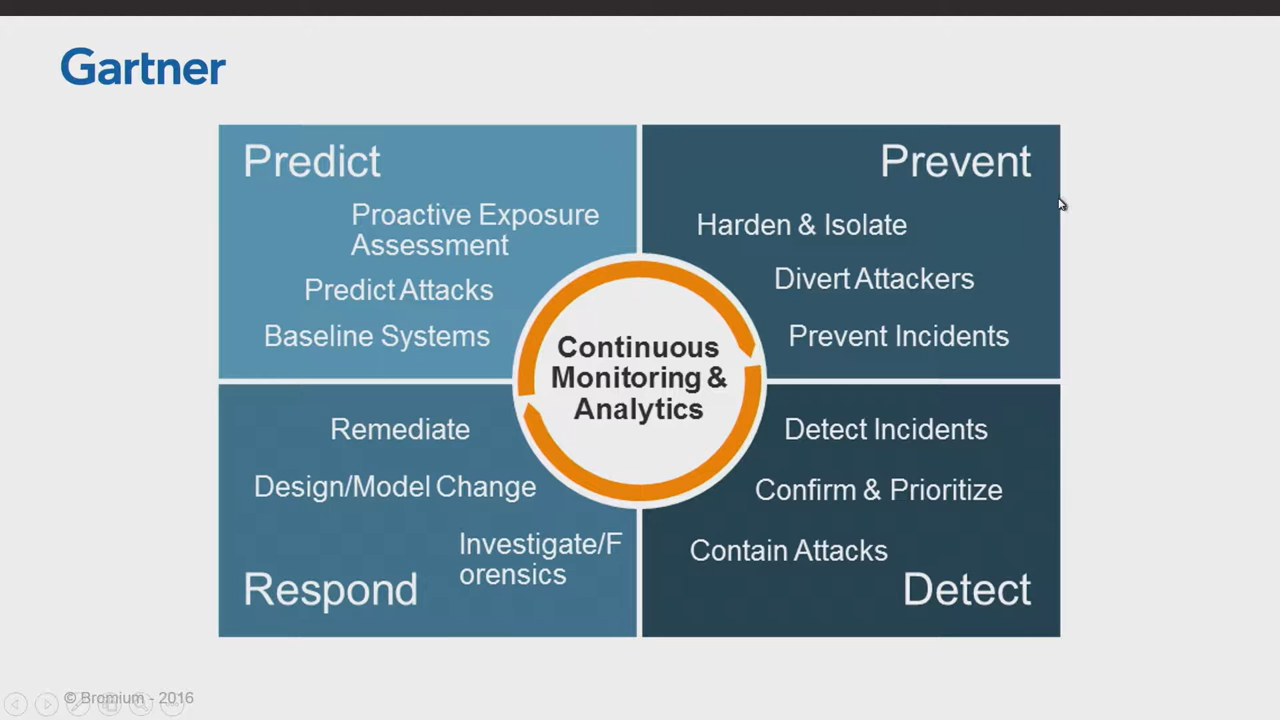 Gartner
Predict
Proactive Exposure
Assessment
Predict Attacks
Baseline Systems
Prevent
Harden & Isolate
Divert Attackers
Prevent Incidents
Continuous
Monitoring &
Analytics
Remediate
Design/Model Change
Investigate/F
orensics
Respond
Detect Incidents
Confirm & Prioritize
Contain Attacks
Detect
© Bromium - 2016